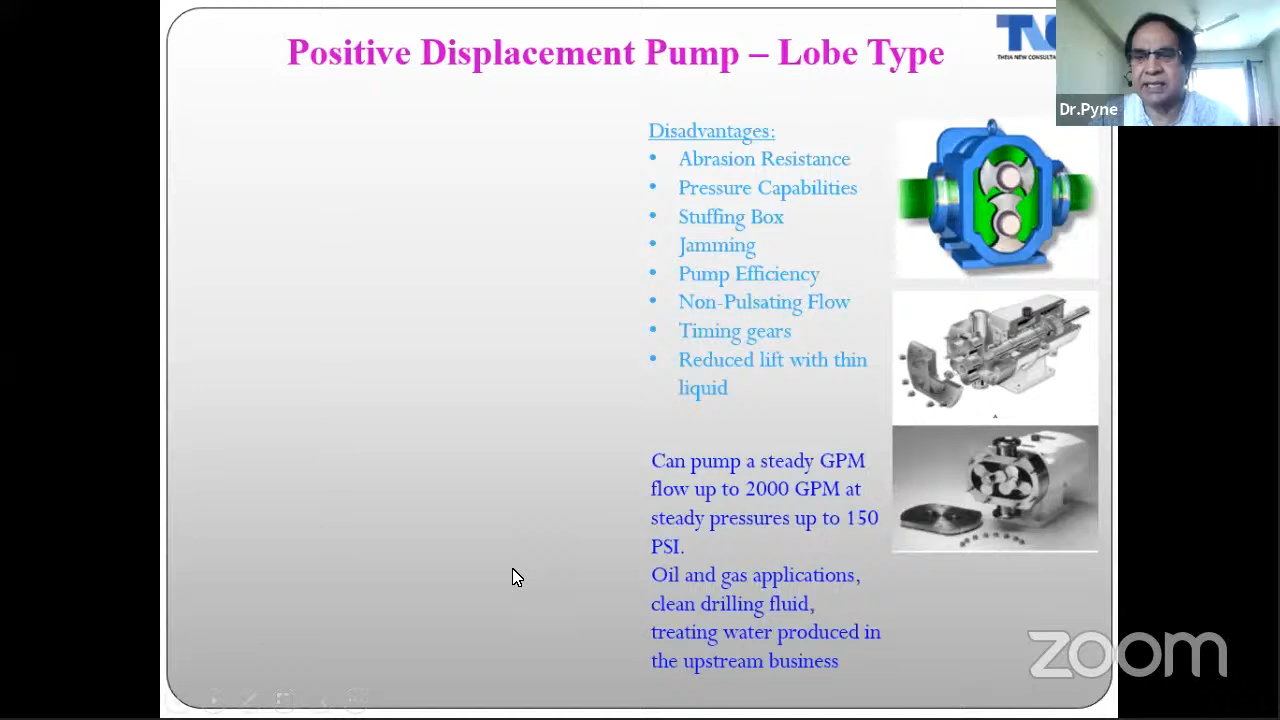 Positive Displacement Pump – Lobe Type
THEIA NEW CONSULTA
Dr.Pyne
Disadvantages:
• Abrasion Resistance
• Pressure Capabilities
• Stuffing Box
• Jamming
• Pump Efficiency
• Non-Pulsating Flow
• Timing gears
• Reduced lift with thin
liquid
Can pump a steady GPM
flow up to 2000 GPM at
steady pressures up to 150
PSI.
Oil and gas applications,
clean drilling fluid,
treating water produced in
the upstream business
zoom